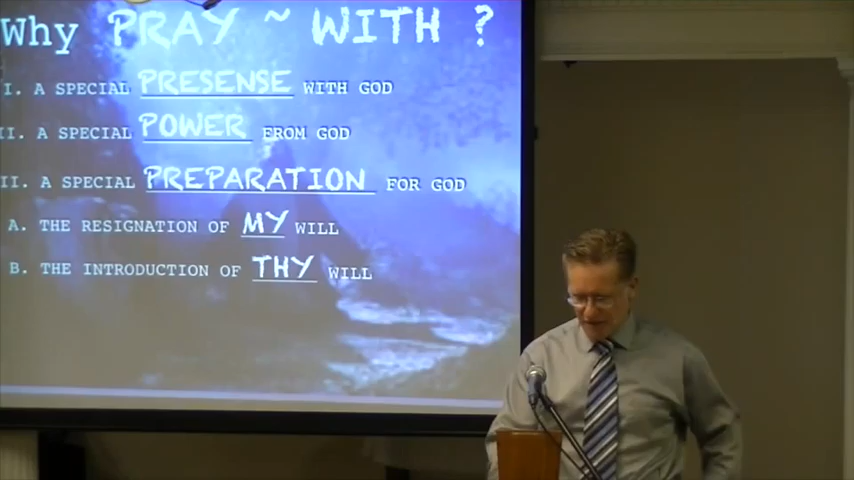 Why PRAY ~ WITH ?
I. A SPECIAL PRESENSE WITH GOD
II. A SPECIAL POWER FROM GOD
II. A SPECIAL PREPARATION FOR GOD
A. THE RESIGNATION OF MY WILL
B. THE INTRODUCTION OF THY WILL